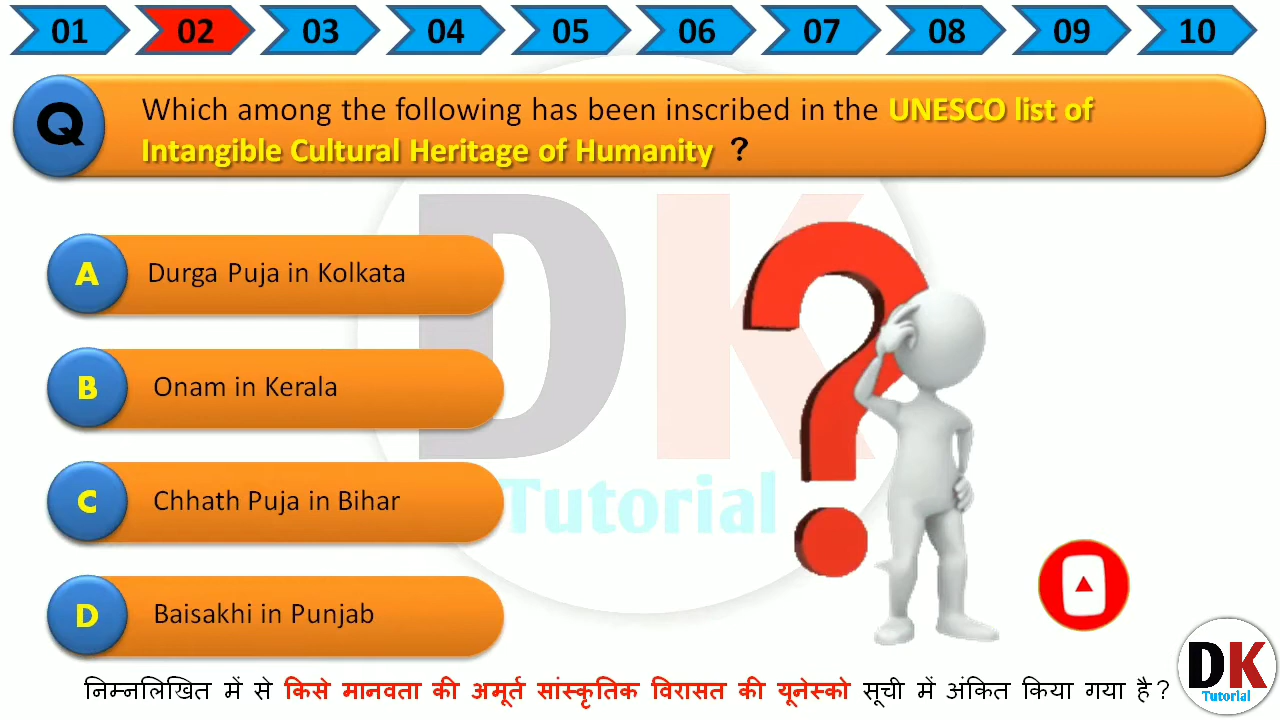 01 02 03 04 05 06 07 08 09 10
Q
Which among the following has been inscribed in the UNESCO list of
Intangible Cultural Heritage of Humanity ?
A Durga Puja in Kolkata
B Onam in Kerala
C Chhath Puja in Bihar
D Baisakhi in Punjab
DK
Tutorial
निम्नलिखित में से किसे मानवता की अमूर्त सांस्कृतिक विरासत की यूनेस्को सूची में अंकित किया गया है ?
DK
Tutorial